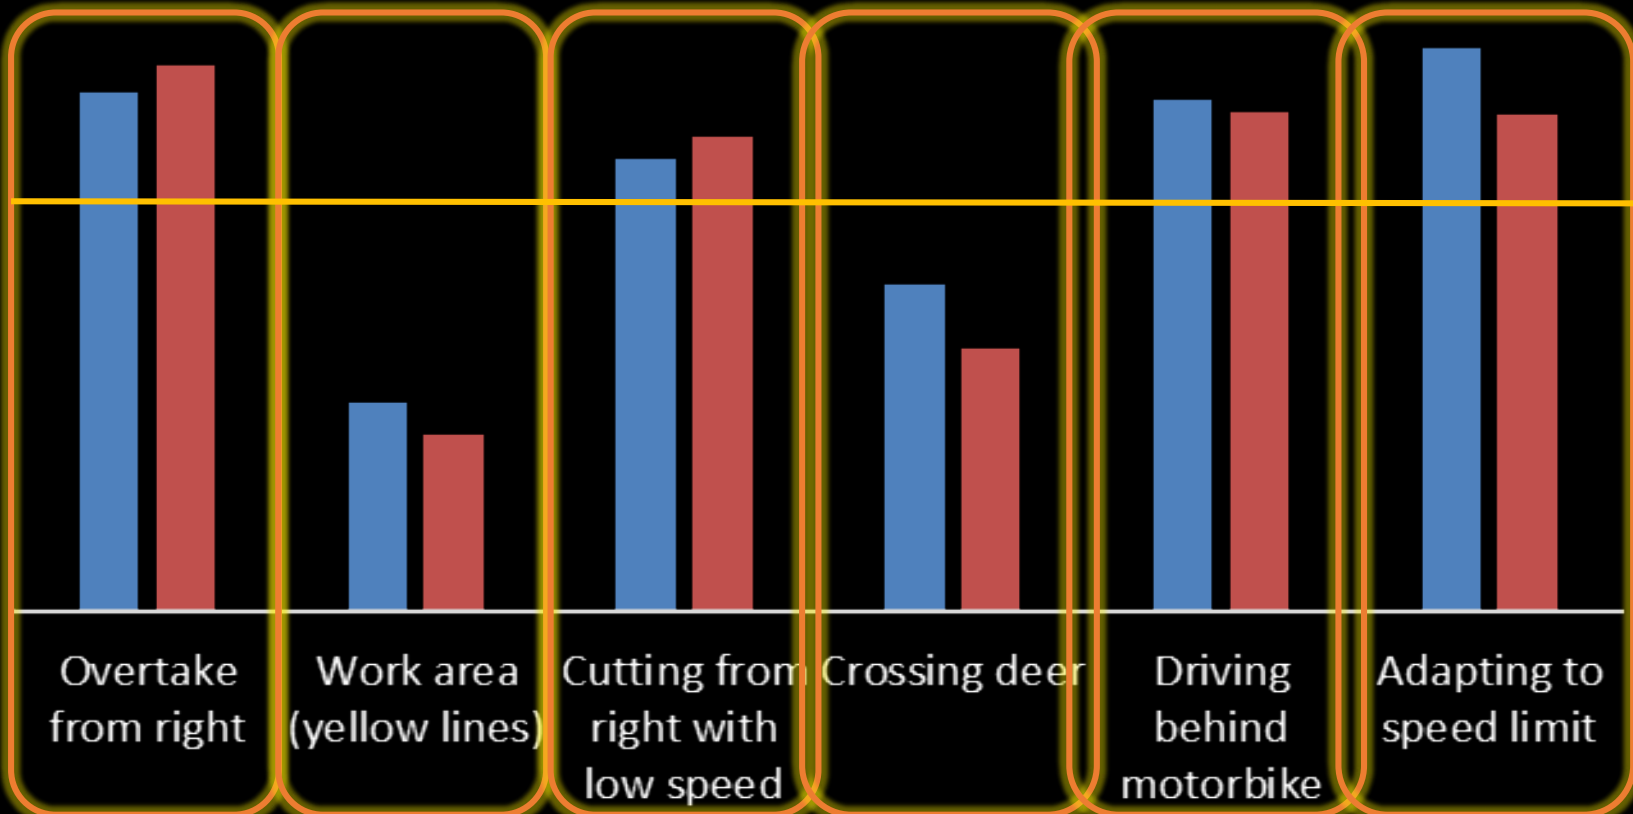 Overtake
from right
Work area
(yellow lines)
Cutting from
right with
low speed
Crossing deer
Driving
behind
motorbike
Adapting to
speed limit